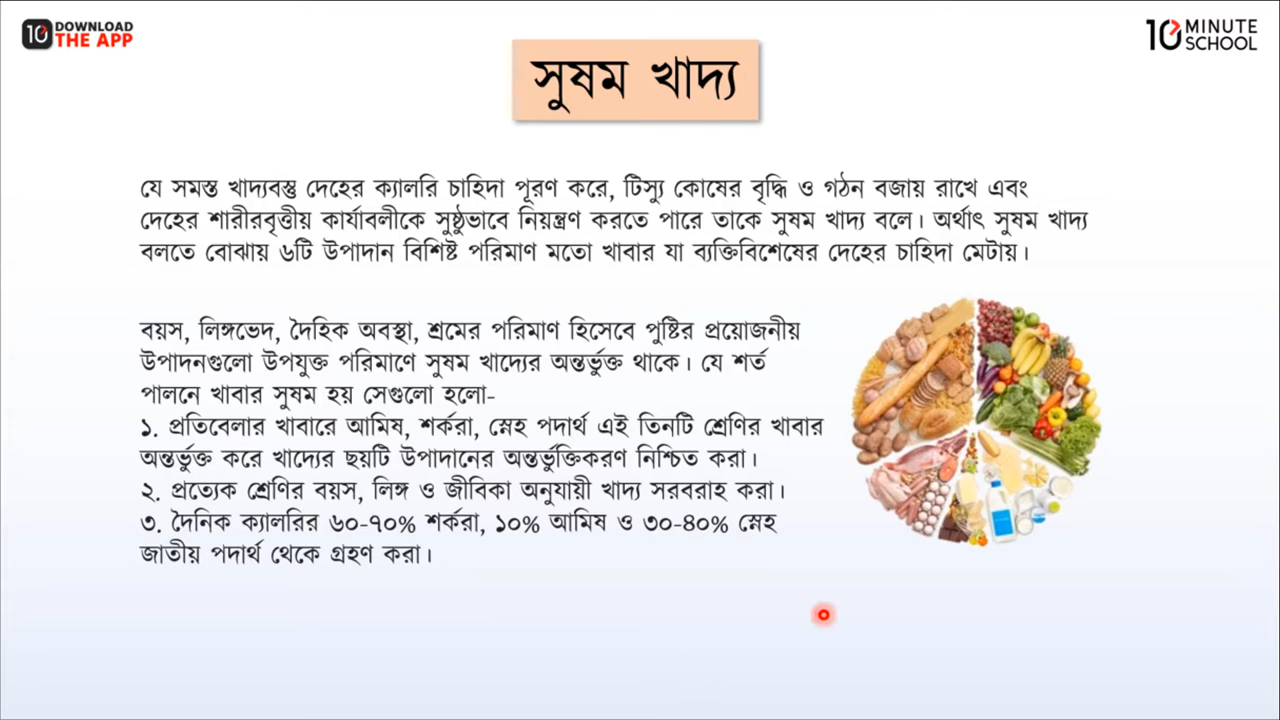 10 DOWNLOAD
THE APP
10 MINUTE
SCHOOL
সুষম খাদ্য
যে সমস্ত খাদ্যবস্তু দেহের ক্যালরি চাহিদা পূরণ করে, টিস্যু কোষের বৃদ্ধি ও গঠন বজায় রাখে এবং
দেহের শারীরবৃত্তীয় কার্যাবলীকে সুষ্ঠুভাবে নিয়ন্ত্রণ করতে পারে তাকে সুষম খাদ্য বলে। অর্থাৎ সুষম খাদ্য
বলতে বোঝায় ৬টি উপাদান বিশিষ্ট পরিমাণ মতো খাবার যা ব্যক্তিবিশেষের দেহের চাহিদা মেটায়।
বয়স, লিঙ্গভেদ, দৈহিক অবস্থা, শ্রমের পরিমাণ হিসেবে পুষ্টির প্রয়োজনীয়
উপাদনগুলো উপযুক্ত পরিমাণে সুষম খাদ্যের অন্তর্ভুক্ত থাকে। যে শর্ত
পালনে খাবার সুষম হয় সেগুলো হলো-
১. প্রতিবেলার খাবারে আমিষ, শর্করা, স্নেহ পদার্থ এই তিনটি শ্রেণির খাবার
অন্তর্ভুক্ত করে খাদ্যের ছয়টি উপাদানের অন্তর্ভুক্তিকরণ নিশ্চিত করা।
২. প্রত্যেক শ্রেণির বয়স, লিঙ্গ ও জীবিকা অনুযায়ী খাদ্য সরবরাহ করা।
৩. দৈনিক ক্যালরির ৬০-৭০% শর্করা, ১০% আমিষ ও ৩০-৪০% স্নেহ
জাতীয় পদার্থ থেকে গ্রহণ করা।